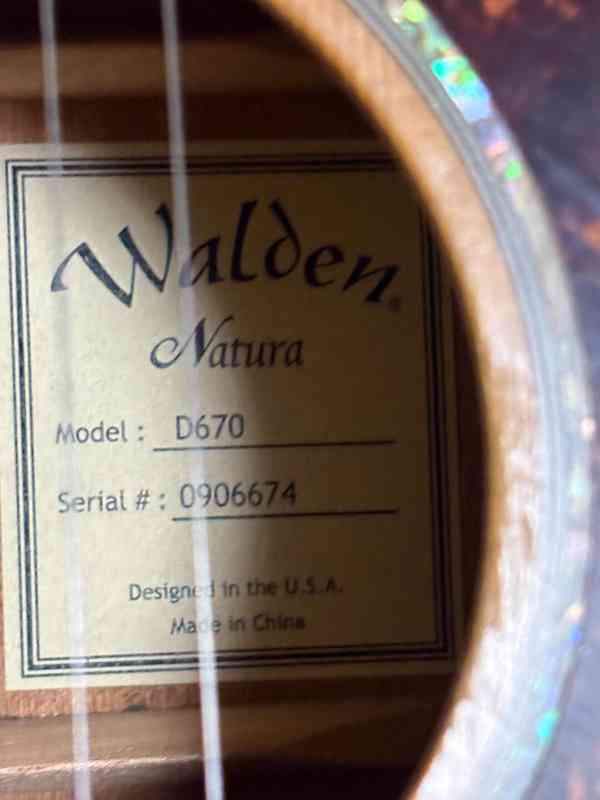 Walden®
Natura
Model : D670
Serial # : 0906674
Designed in the U.S.A.
Made in China